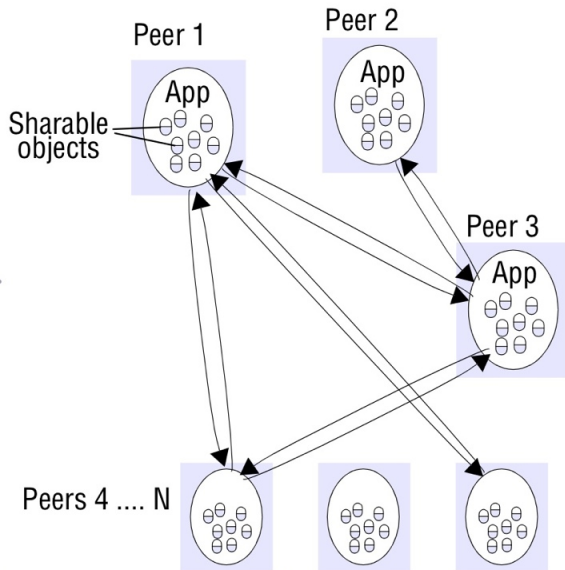 Peer 1
Peer 2
App
App
Sharable
objects
Peer 3
App
Peers 4 .... N